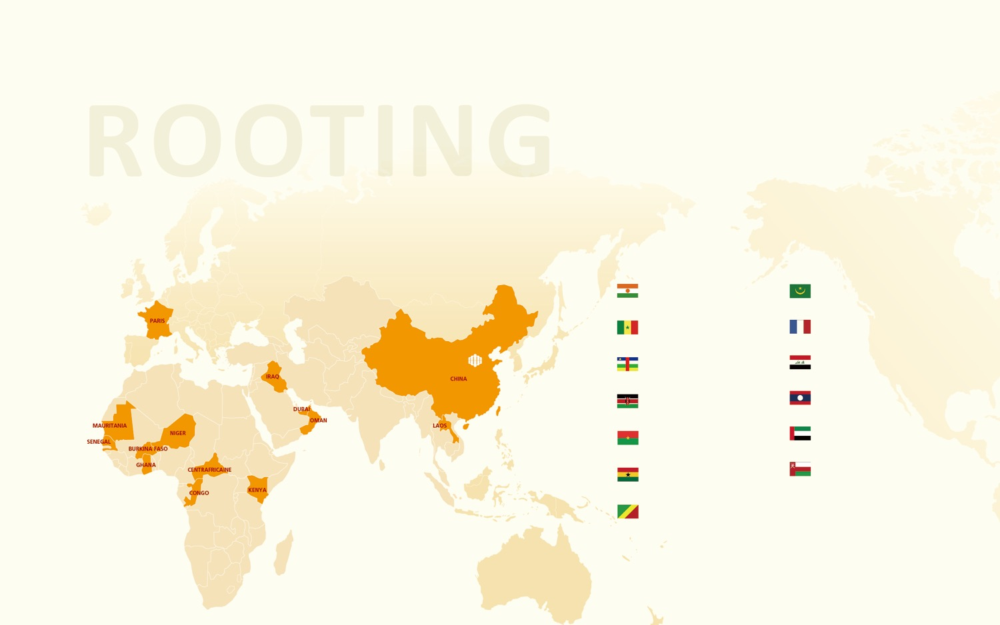 ROOTING
PARIS
IRAQ
CHINA
DUBAI
OMAN
MAURITANIA
LAOS
NIGER
SENEGAL
BURKINA FASO
GHANA
CENTRAFRICAINE
KENYA
CONGO